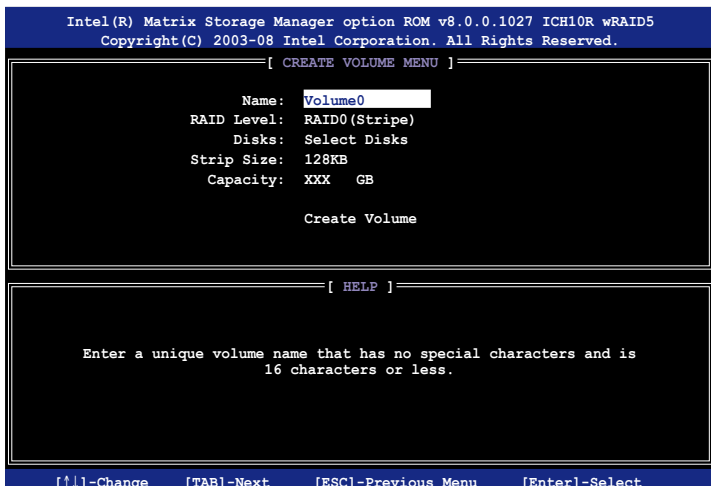 Intel(R) Matrix Storage Manager option ROM v8.0.0.1027 ICH10R wRAID5
Copyright(C) 2003-08 Intel Corporation. All Rights Reserved.
[ CREATE VOLUME MENU ]
Name: Volume0
RAID Level: RAID0(Stripe)
Disks: Select Disks
Strip Size: 128KB
Capacity: XXX GB
Create Volume
[ HELP ]
Enter a unique volume name that has no special characters and is
16 characters or less.
[↑↓]-Change [TAB]-Next [ESC]-Previous Menu [Enter]-Select